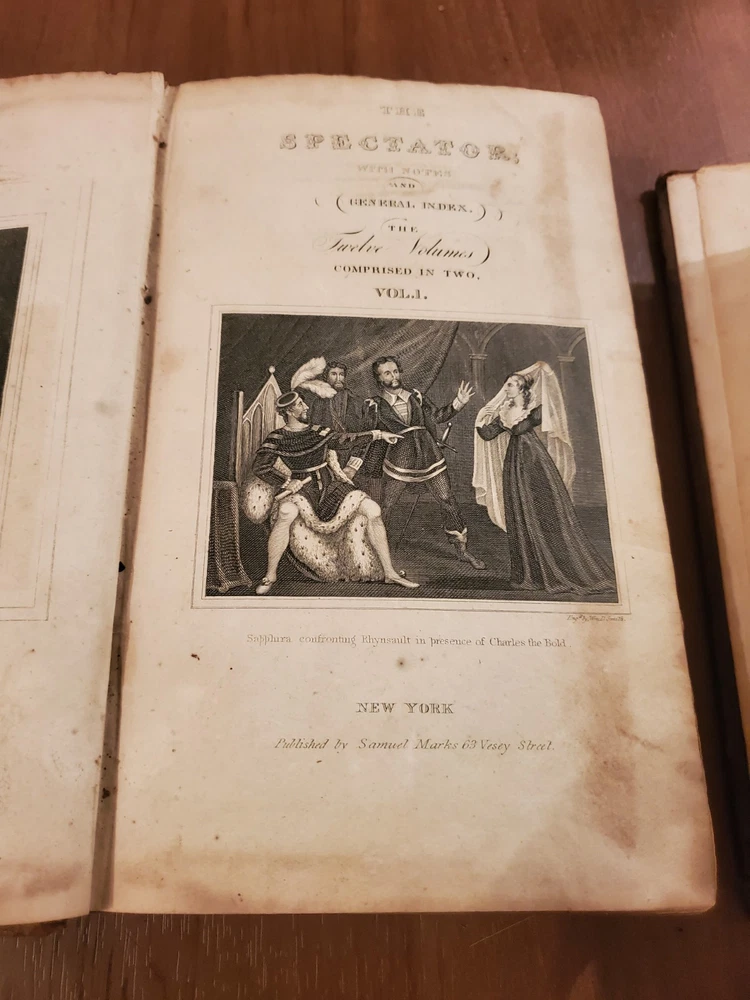 THE
SPECTATOR;
WITH NOTES
AND
GENERAL INDEX.
THE
Twelve Volumes
COMPRISED IN TWO.
VOL.I.
Sapphira confronting Rhynsault in presence of Charles the Bold.
NEW YORK
Published by Samuel Marks 63 Vesey Street.